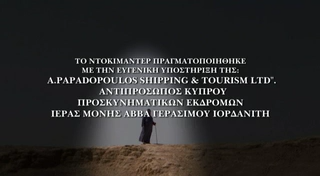 ΤΟ ΝΤΟΚΙΜΑΝΤΕΡ ΠΡΑΓΜΑΤΟΠΟΙΗΘΗΚΕ
ΜΕ ΤΗΝ ΕΥΓΕΝΙΚΗ ΥΠΟΣΤΗΡΙΞΗ ΤΗΣ:
A.PAPADOPOULOS SHIPPING & TOURISM LTD".
ΑΝΤΙΠΡΟΣΩΠΟΣ ΚΥΠΡΟΥ
ΠΡΟΣΚΥΝΗΜΑΤΙΚΩΝ ΕΚΔΡΟΜΩΝ
ΙΕΡΑΣ ΜΟΝΗΣ ΑΒΒΑ ΓΕΡΑΣΙΜΟΥ ΙΟΡΔΑΝΙΤΗ